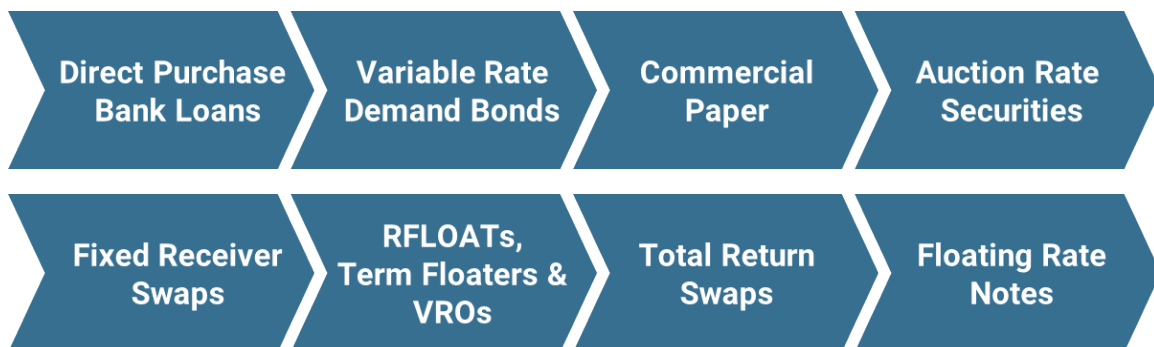 Direct Purchase
Bank Loans
Variable Rate
Demand Bonds
Commercial
Paper
Auction Rate
Securities
Fixed Receiver
Swaps
RFLOATs,
Term Floaters &
VROs
Total Return
Swaps
Floating Rate
Notes